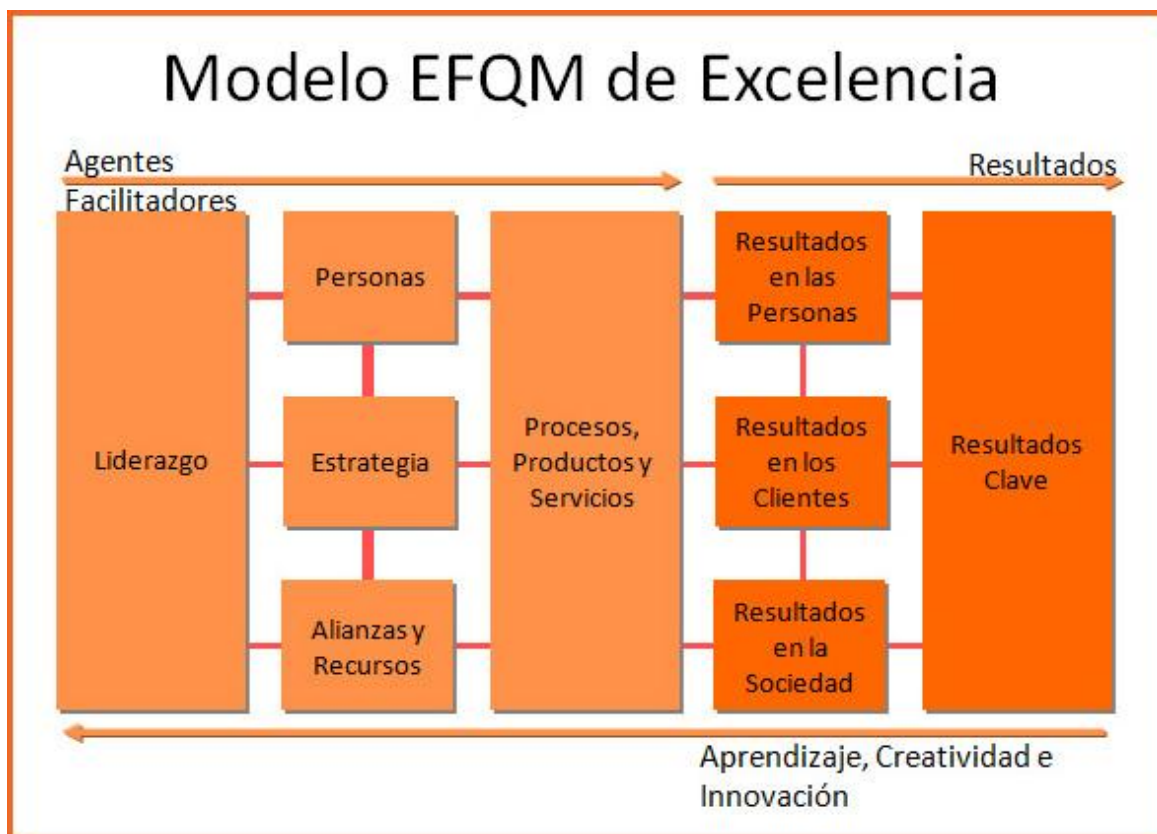 Modelo EFQM de Excelencia
Agentes
Facilitadores
Resultados
Liderazgo
Personas
Estrategia
Alianzas y
Recursos
Procesos,
Productos y
Servicios
Resultados
en las
Personas
Resultados
en los
Clientes
Resultados
en la
Sociedad
Resultados
Clave
Aprendizaje, Creatividad e
Innovación